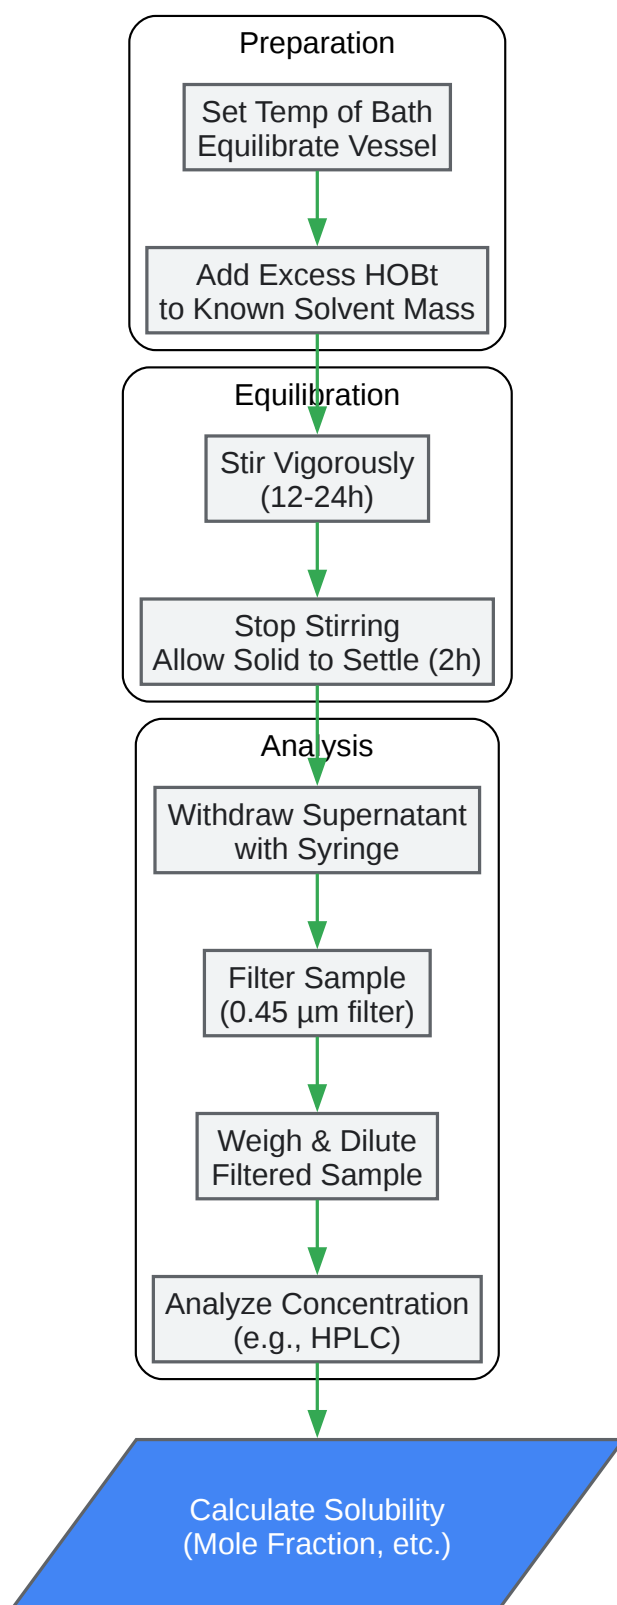 Preparation
Set Temp of Bath
Equilibrate Vessel
Add Excess HOBt
to Known Solvent Mass
Equilibration
Stir Vigorously
(12-24h)
Stop Stirring
Allow Solid to Settle (2h)
Analysis
Withdraw Supernatant
with Syringe
Filter Sample
(0.45 µm filter)
Weigh & Dilute
Filtered Sample
Analyze Concentration
(e.g., HPLC)
Calculate Solubility
(Mole Fraction, etc.)